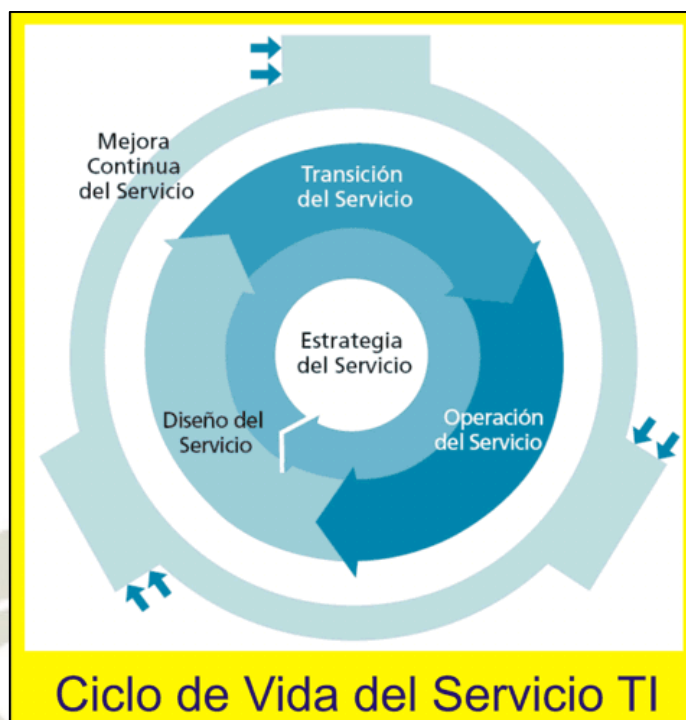 Mejora
Continua
del Servicio
Transición
del Servicio
Estrategia
del Servicio
Diseño del
Servicio
Operación
del Servicio
Ciclo de Vida del Servicio TI